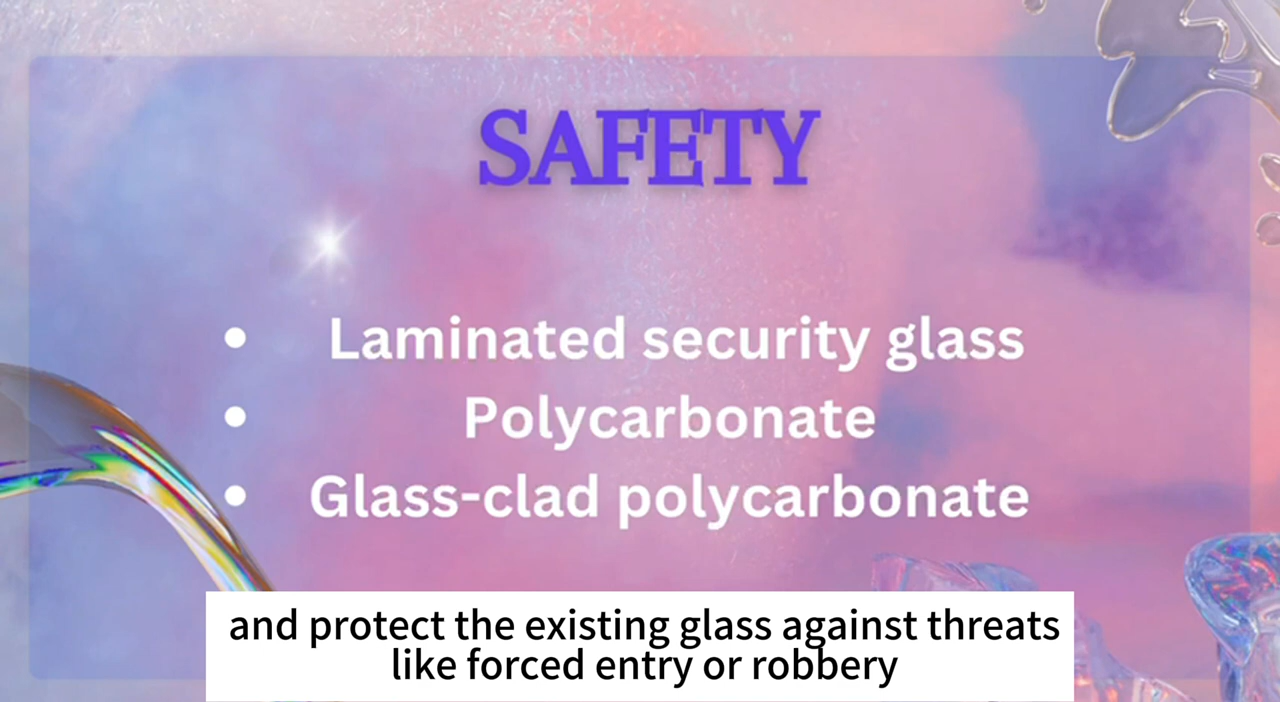 SAFETY
• Laminated security glass
• Polycarbonate
• Glass-clad polycarbonate
and protect the existing glass against threats
like forced entry or robbery